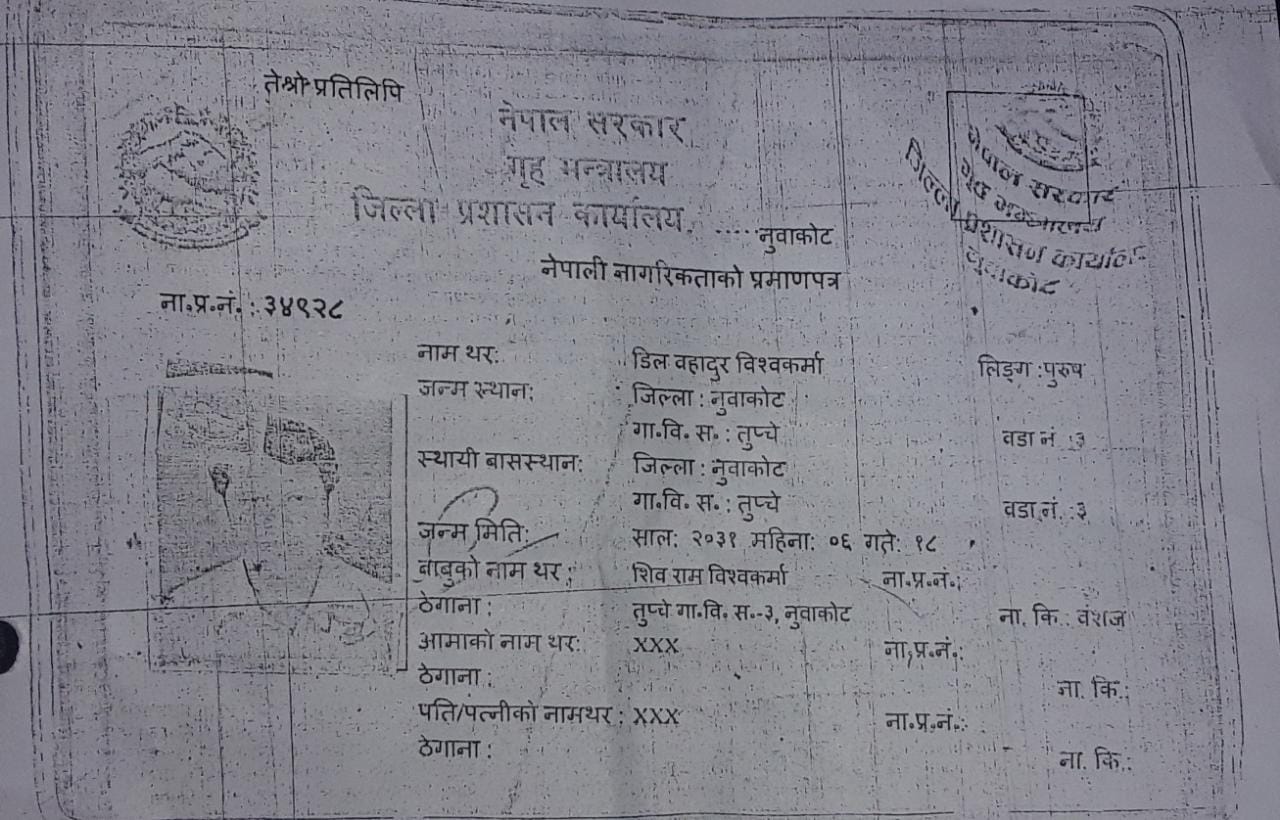 तेश्रो प्रतिलिपि
नेपाल सरकार
गृह मन्त्रालय
जिल्ला प्रशासन कार्यालय, .....नुवाकोट
नेपाली नागरिकताको प्रमाणपत्र
नेपाल सरकार
जिल्ला प्रशासन कार्यालय
नुवाकोट
ना.प्र.नं. : ३४९२८
नाम थर: डिल वहादुर विश्वकर्मा लिङ्ग : पुरुष
जन्म स्थान: जिल्ला : नुवाकोट
गा.वि. स. : तुप्चे वडा नं. :३
स्थायी बासस्थान: जिल्ला : नुवाकोट
गा.वि. स. : तुप्चे वडा नं. :३
जन्म मिति: साल: २०३१ महिना: ०६ गते: १८
बाबुको नाम थर : शिव राम विश्वकर्मा ना.प्र.नं.:
ठेगाना : तुप्चे गा.वि. स.-३, नुवाकोट ना. कि.: वंशज
आमाको नाम थर: XXX ना.प्र.नं.:
ठेगाना : ना. कि.:
पति/पत्नीको नामथर : XXX ना.प्र.नं.:
ठेगाना : ना. कि.: